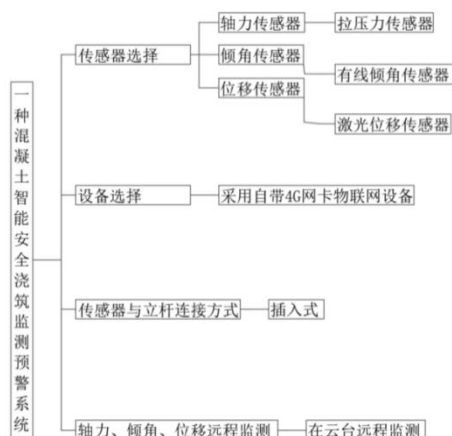 一种混凝土智能安全浇筑监测预警系统
传感器选择
轴力传感器
拉压力传感器
倾角传感器
有线倾角传感器
位移传感器
激光位移传感器
设备选择
采用自带4G网卡物联网设备
传感器与立杆连接方式
插入式
轴力、倾角、位移远程监测
在云台远程监测